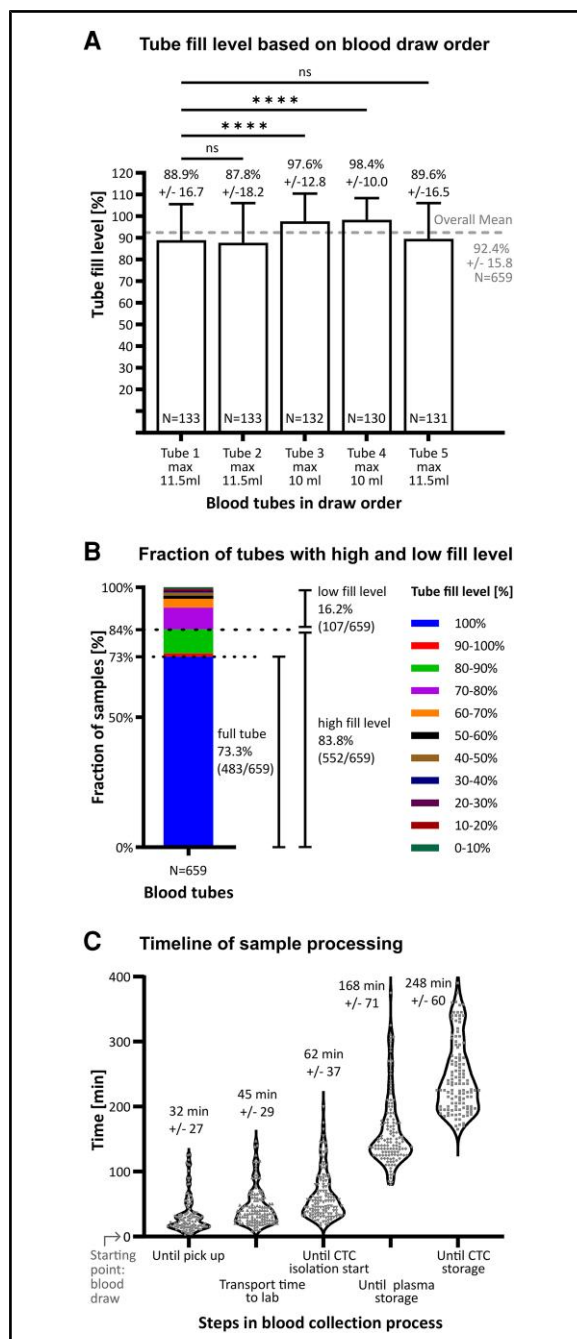 A Tube fill level based on blood draw order
ns
****
****
ns
88.9% 87.8% 97.6% 98.4% 89.6%
+/- 16.7 +/-18.2 +/-12.8 +/-10.0 +/-16.5
Tube fill level [%]
120
110
100
90
80
70
60
50
40
30
20
Overall Mean
92.4%
+/- 15.8
N=659
N=133 N=133 N=132 N=130 N=131
Tube 1 Tube 2 Tube 3 Tube 4 Tube 5
max max max max max
11.5ml 11.5ml 10 ml 10 ml 11.5ml
Blood tubes in draw order
B Fraction of tubes with high and low fill level
Fraction of samples [%]
100%
84%
73%
50%
0%
low fill level
16.2%
(107/659)
full tube
73.3%
(483/659)
high fill level
83.8%
(552/659)
N=659
Blood tubes
Tube fill level [%]
100%
90-100%
80-90%
70-80%
60-70%
50-60%
40-50%
30-40%
20-30%
10-20%
0-10%
C Timeline of sample processing
Time [min]
400
300
200
100
0
32 min
+/- 27
45 min
+/- 29
62 min
+/- 37
168 min
+/- 71
248 min
+/- 60
Starting
point:
blood
draw
Until pick up
Transport time
to lab
Until CTC
isolation start
Until plasma
storage
Until CTC
storage
Steps in blood collection process